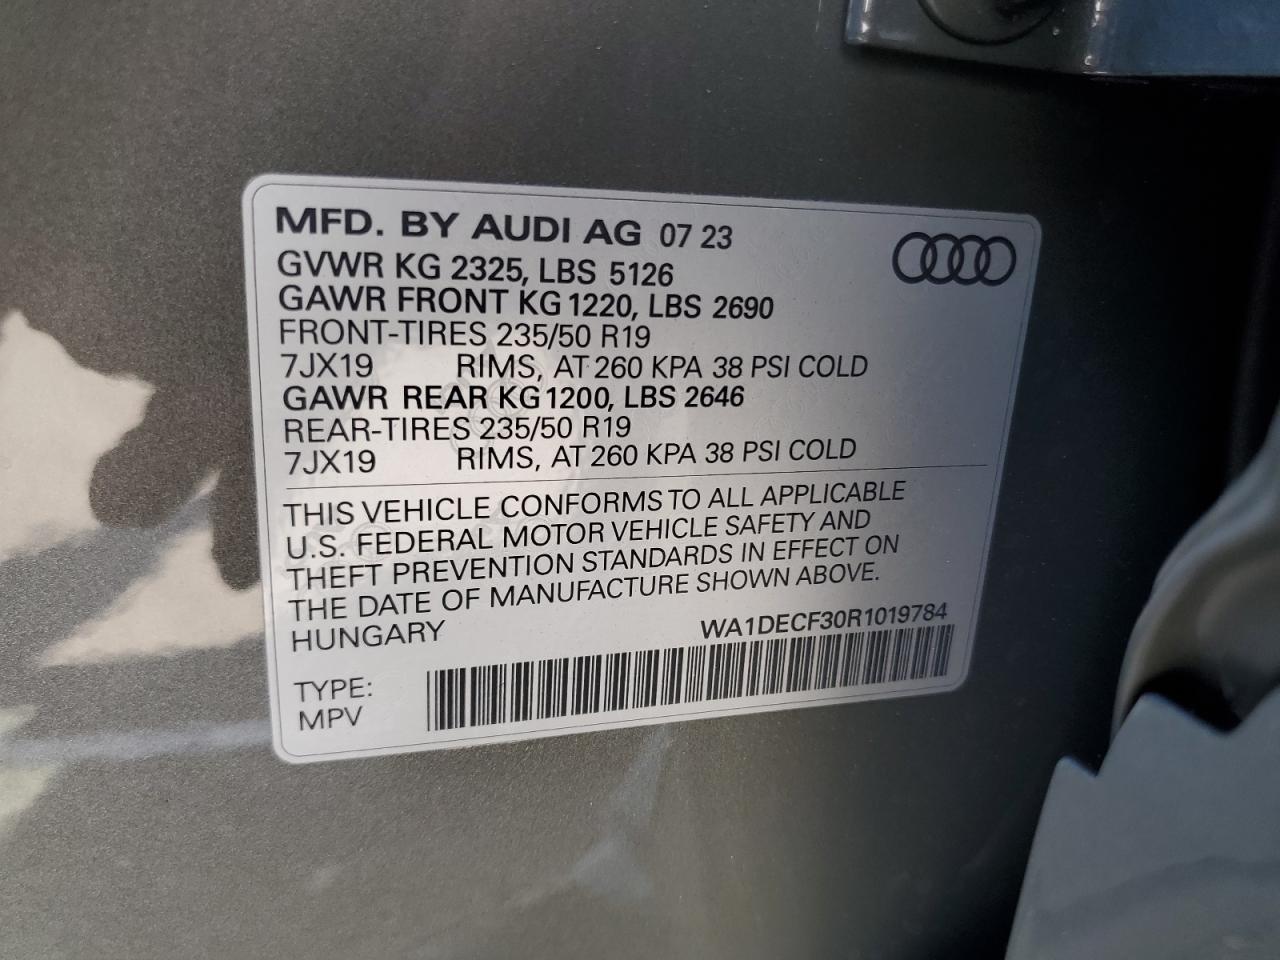 MFD. BY AUDI AG 07 23
GVWR KG 2325, LBS 5126
GAWR FRONT KG 1220, LBS 2690
FRONT-TIRES 235/50 R19
7JX19 RIMS, AT 260 KPA 38 PSI COLD
GAWR REAR KG 1200, LBS 2646
REAR-TIRES 235/50 R19
7JX19 RIMS, AT 260 KPA 38 PSI COLD
THIS VEHICLE CONFORMS TO ALL APPLICABLE
U.S. FEDERAL MOTOR VEHICLE SAFETY AND
THEFT PREVENTION STANDARDS IN EFFECT ON
THE DATE OF MANUFACTURE SHOWN ABOVE.
HUNGARY WA1DECF30R1019784
TYPE:
MPV